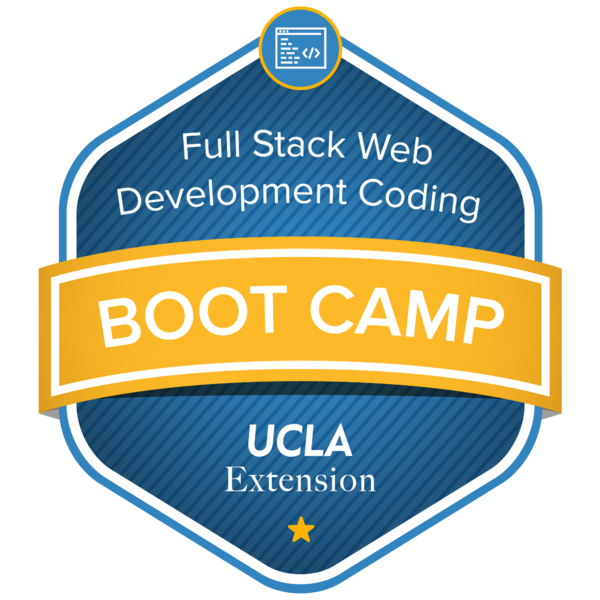 Full Stack Web
Development Coding
BOOT CAMP
UCLA
Extension